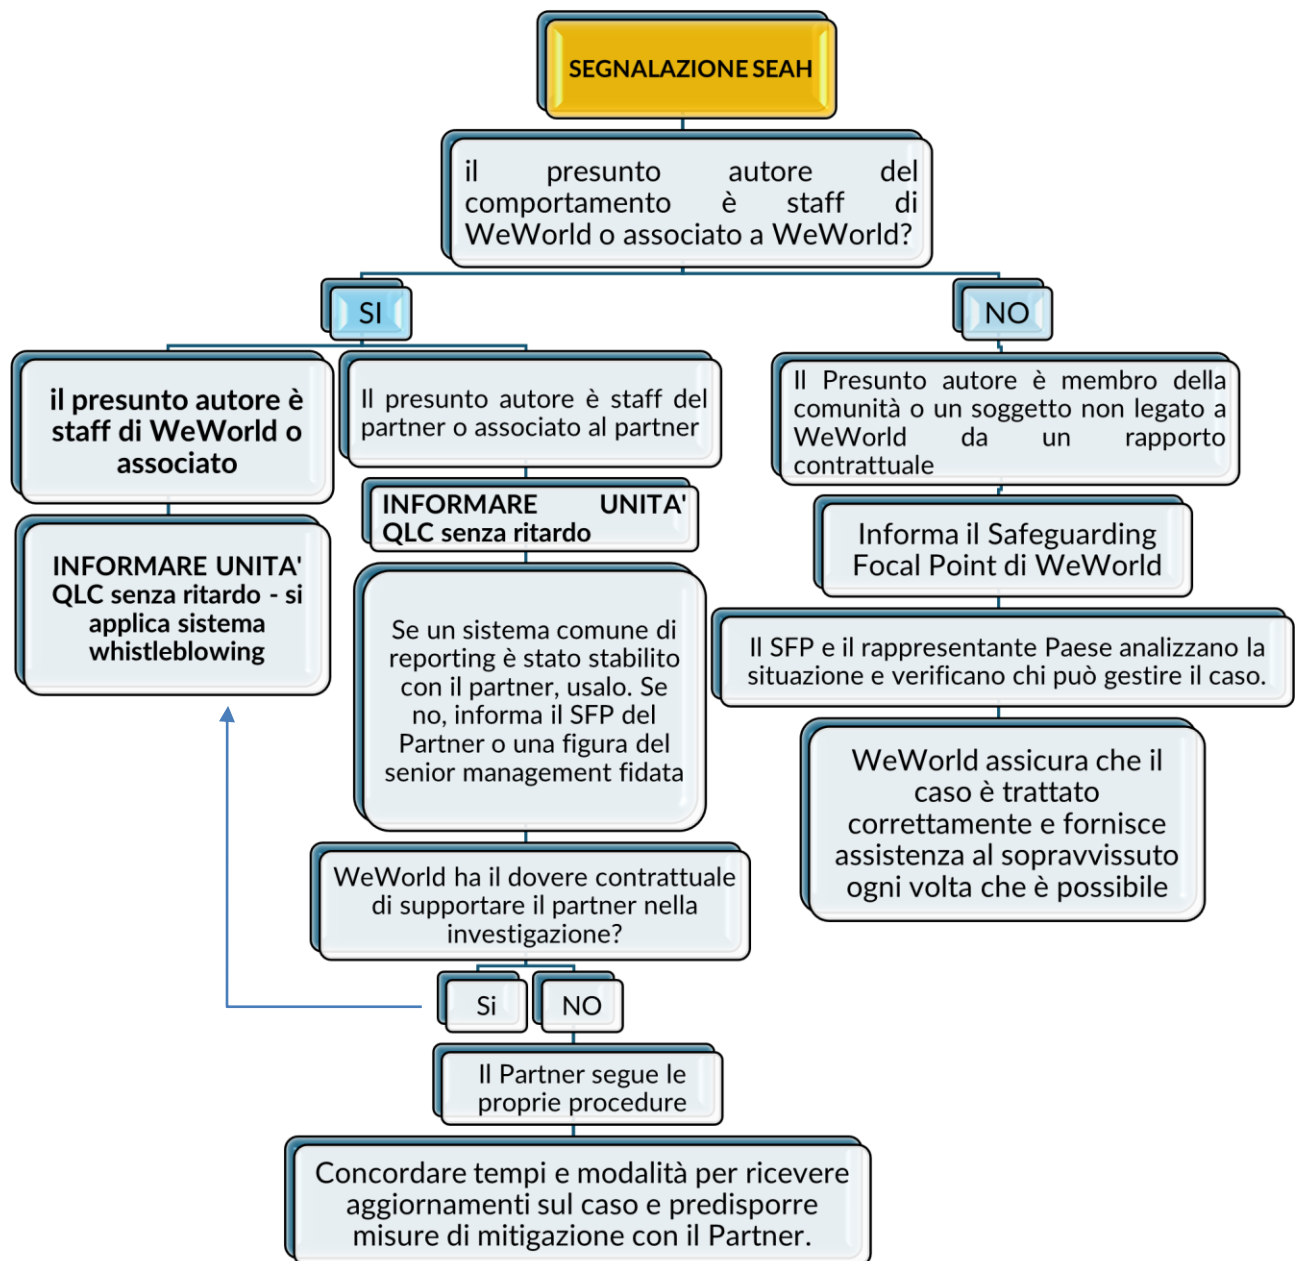 SEGNALAZIONE SEAH
il presunto autore del
comportamento è staff di
WeWorld o associato a WeWorld?
SI
NO
il presunto autore è
staff di WeWorld o
associato
Il presunto autore è staff del
partner o associato al partner
Il Presunto autore è membro della
comunità o un soggetto non legato a
WeWorld da un rapporto
contrattuale
INFORMARE UNITA'
QLC senza ritardo - si
applica sistema
whistleblowing
INFORMARE UNITA'
QLC senza ritardo
Informa il Safeguarding
Focal Point di WeWorld
Se un sistema comune di
reporting è stato stabilito
con il partner, usalo. Se
no, informa il SFP del
Partner o una figura del
senior management fidata
Il SFP e il rappresentante Paese analizzano la
situazione e verificano chi può gestire il caso.
WeWorld assicura che il
caso è trattato
correttamente e fornisce
assistenza al sopravvissuto
ogni volta che è possibile
WeWorld ha il dovere contrattuale
di supportare il partner nella
investigazione?
Si
NO
Il Partner segue le
proprie procedure
Concordare tempi e modalità per ricevere
aggiornamenti sul caso e predisporre
misure di mitigazione con il Partner.